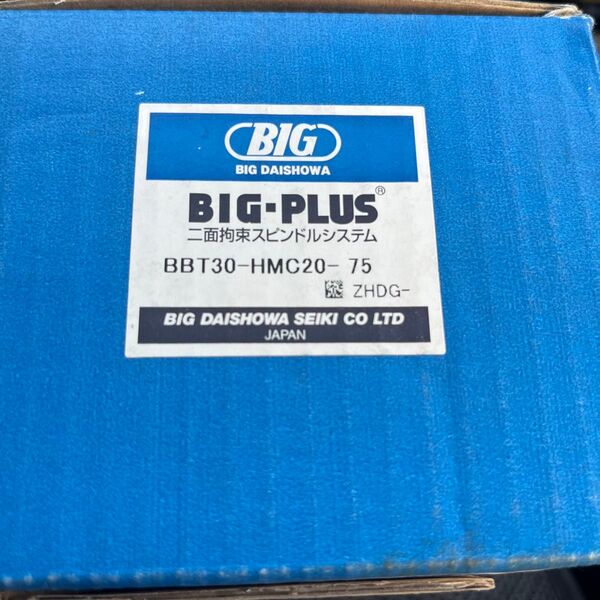 BIG
BIG DAISHOWA
BIG-PLUS®
二面拘束スピンドルシステム
BBT30-HMC20- 75
ZHDG-
BIG DAISHOWA SEIKI CO LTD
JAPAN